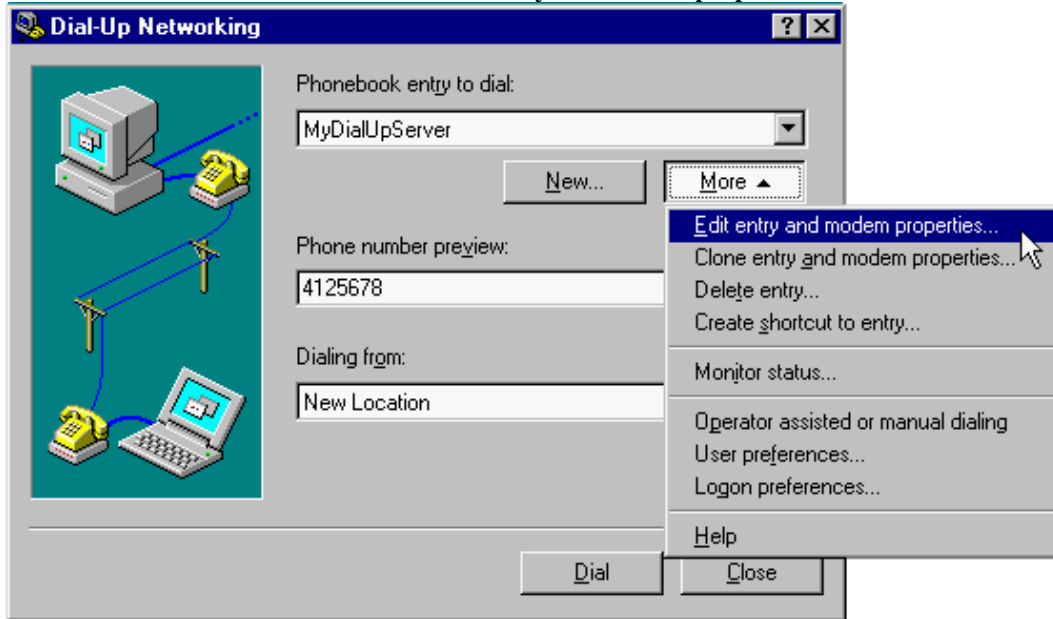 Dial-Up Networking
Phonebook entry to dial:
MyDialUpServer
New...
More
Edit entry and modem properties...
Clone entry and modem properties...
Delete entry...
Create shortcut to entry...
Monitor status...
Operator assisted or manual dialing
User preferences...
Logon preferences...
Help
Phone number preview:
4125678
Dialing from:
New Location
Dial
Close